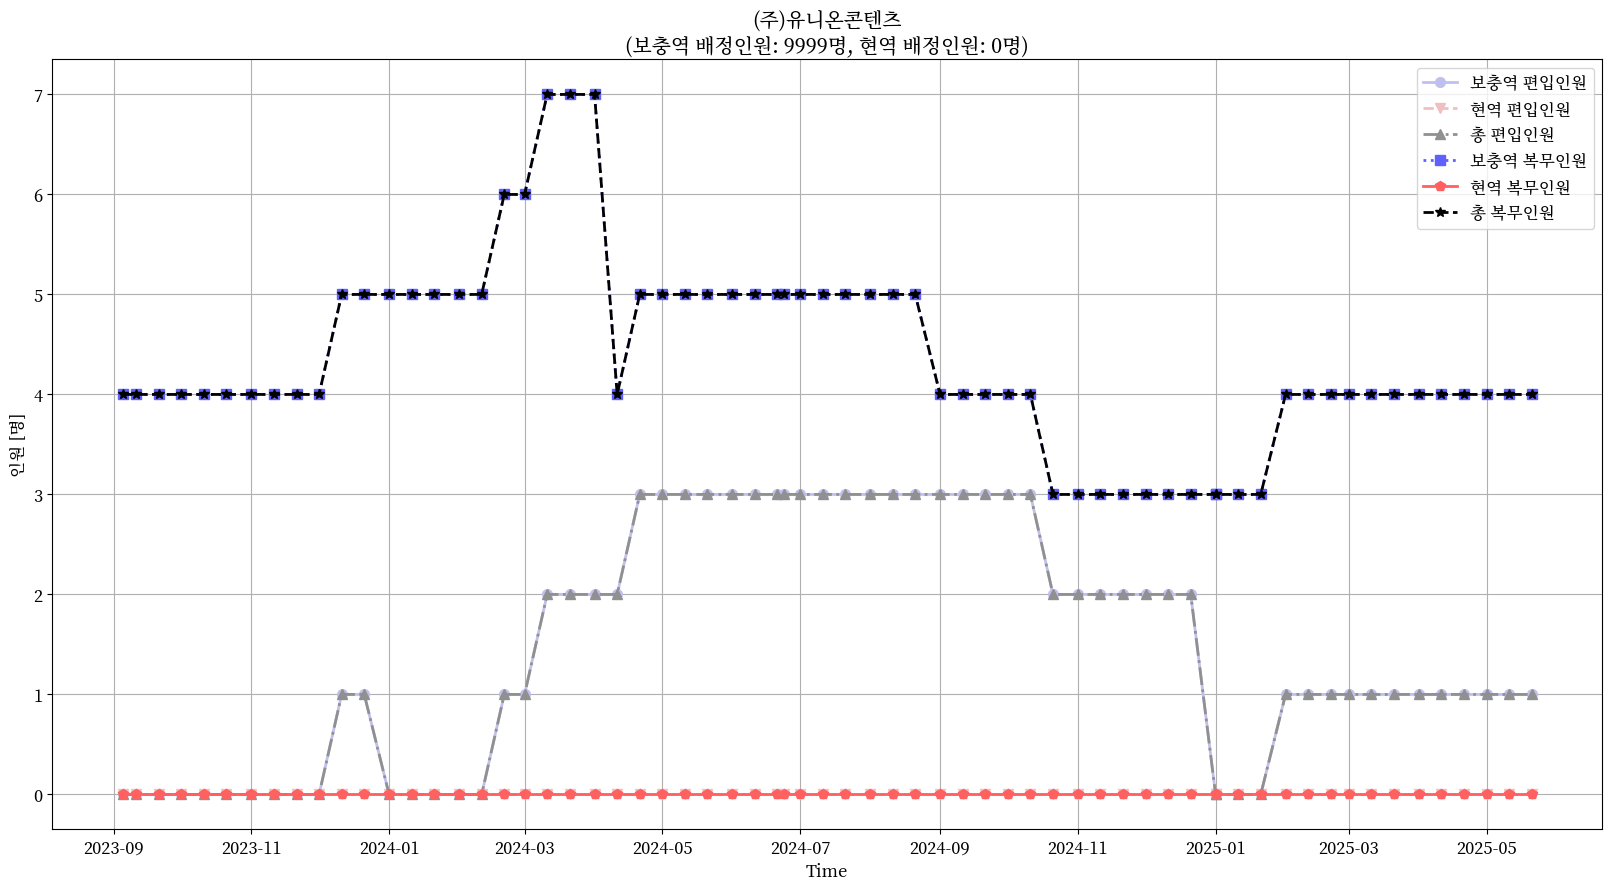 (주)유니온콘텐츠
(보충역 배정인원: 9999명, 현역 배정인원: 0명)
보충역 편입인원
현역 편입인원
총 편입인원
보충역 복무인원
현역 복무인원
총 복무인원
인원 [명]
7
6
5
4
3
2
1
0
2023-09
2023-11
2024-01
2024-03
2024-05
2024-07
2024-09
2024-11
2025-01
2025-03
2025-05
Time